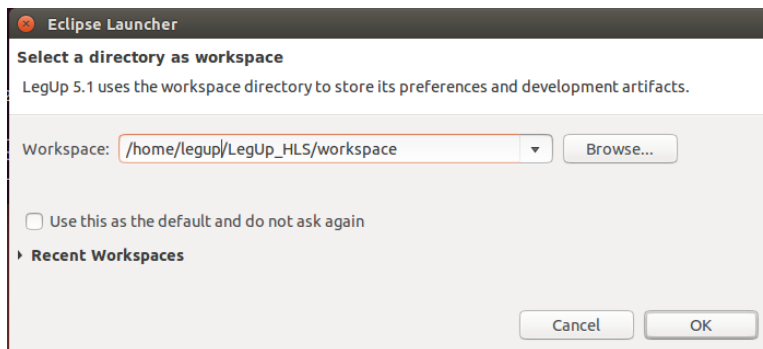 Eclipse Launcher
Select a directory as workspace
LegUp 5.1 uses the workspace directory to store its preferences and development artifacts.
Workspace: /home/legup/LegUp_HLS/workspace Browse...
Use this as the default and do not ask again
Recent Workspaces
Cancel OK